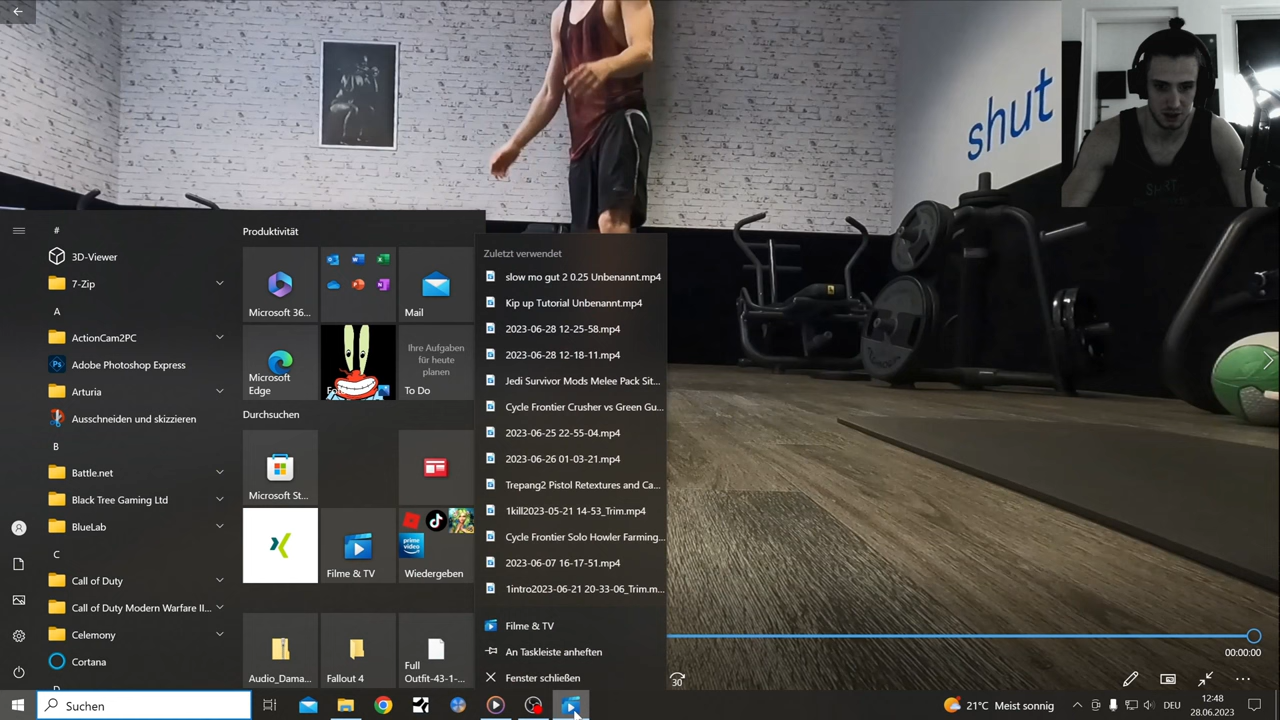 shut
#
3D-Viewer
7-Zip
A
ActionCam2PC
Adobe Photoshop Express
Arturia
Ausschneiden und skizzieren
B
Battle.net
Black Tree Gaming Ltd
BlueLab
C
Call of Duty
Call of Duty Modern Warfare II...
Celemony
Cortana
Produktivität
Microsoft 36...
Mail
Microsoft Edge
Ihre Aufgaben
für heute
planen
To Do
Durchsuchen
Microsoft St...
prime video
Filme & TV
Wiedergeben
Audio_Dama...
Fallout 4
Full
Outfit-43-1-...
Zuletzt verwendet
slow mo gut 2 0.25 Unbenannt.mp4
Kip up Tutorial Unbenannt.mp4
2023-06-28 12-25-58.mp4
2023-06-28 12-18-11.mp4
Jedi Survivor Mods Melee Pack Sit...
Cycle Frontier Crusher vs Green Gu...
2023-06-25 22-55-04.mp4
2023-06-26 01-03-21.mp4
Trepang2 Pistol Retextures and Ca...
1kill2023-05-21 14-53_Trim.mp4
Cycle Frontier Solo Howler Farming...
2023-06-07 16-17-51.mp4
1intro2023-06-21 20-33-06_Trim.m...
Filme & TV
An Taskleiste anheften
Fenster schließen
30
00:00:00
Suchen
21°C Meist sonnig
DEU
12:48
28.06.2023